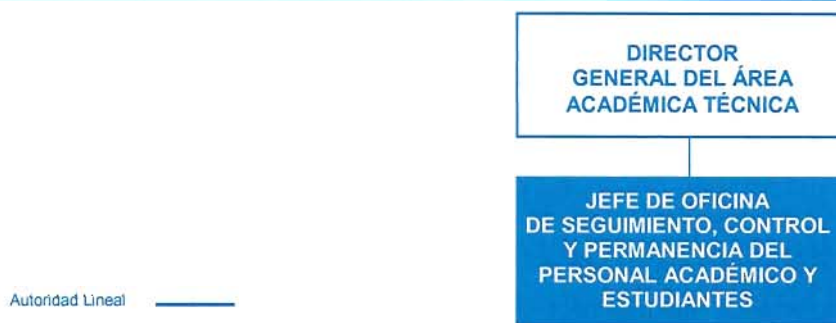 DIRECTOR
GENERAL DEL ÁREA
ACADÉMICA TÉCNICA
JEFE DE OFICINA
DE SEGUIMIENTO, CONTROL
Y PERMANENCIA DEL
PERSONAL ACADÉMICO Y
ESTUDIANTES
Autoridad Lineal